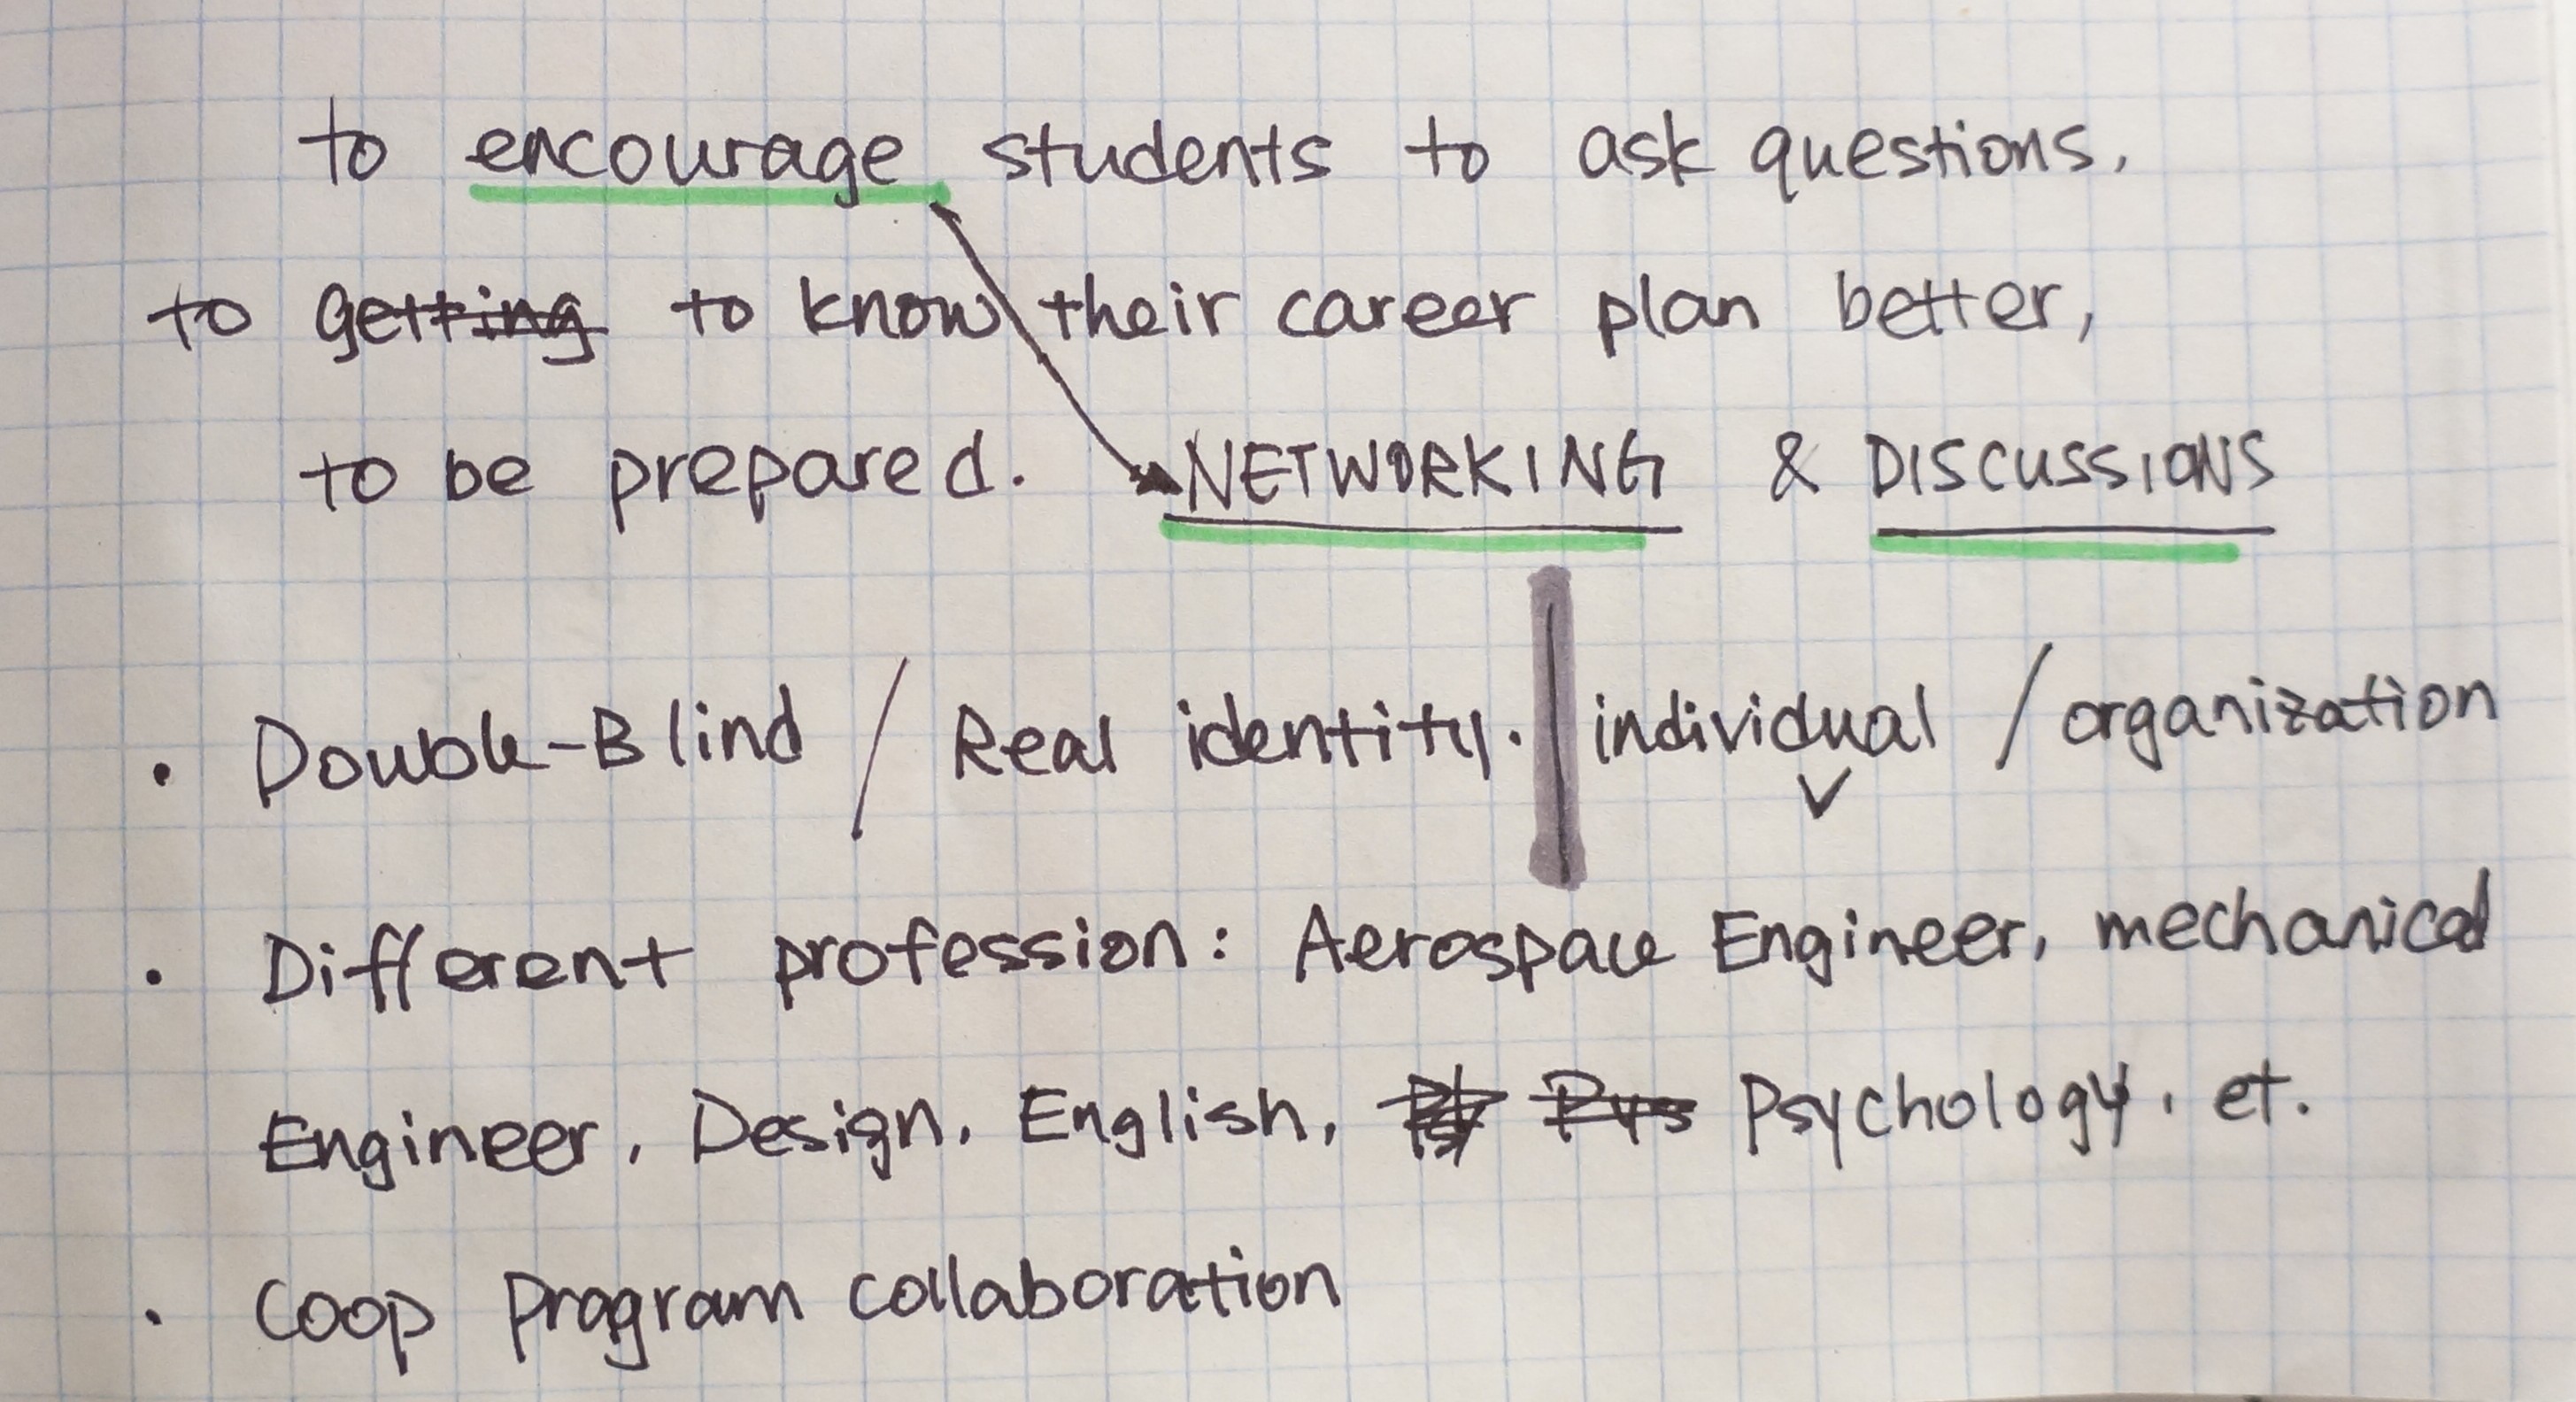 to encourage students to ask questions.
to getting to know their career plan better,
to be prepared. NETWORKING & DISCUSSIONS
• Double-Blind / Real identity. | individual / organization
• Different profession: Aerospace Engineer, mechanical
Engineer, Design, English, Psychology, et.
• Coop Program collaboration